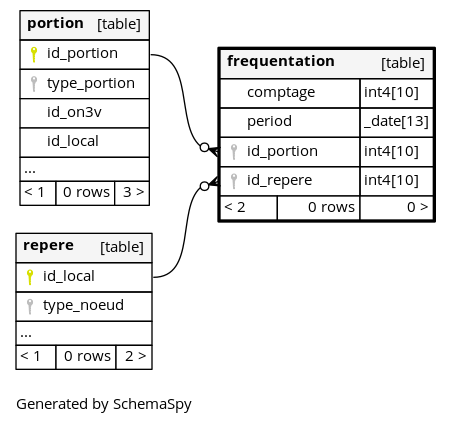 portion [table]
id_portion
type_portion
id_on3v
id_local
...
< 1 0 rows 3 >
frequentation [table]
comptage int4[10]
period _date[13]
id_portion int4[10]
id_repere int4[10]
< 2 0 rows 0 >
repere [table]
id_local
type_noeud
...
< 1 0 rows 2 >
Generated by SchemaSpy